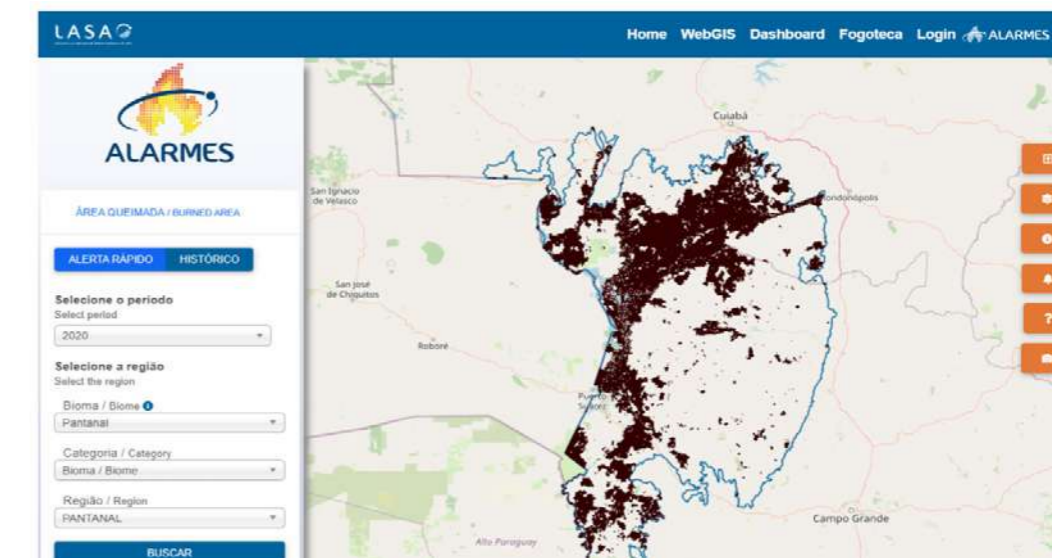 LASA
Home WebGIS Dashboard Fogoteca Login ALARMES
ALARMES
ÁREA QUEIMADA / BURNED AREA
ALERTA RÁPIDO HISTÓRICO
Selecione o período
Select period
2020
Selecione a região
Select the region
Bioma / Biome
Pantanal
Categoria / Category
Bioma / Biome
Região / Region
PANTANAL
BUSCAR
Cuiabá
San Ignacio
de Velasco
Rondonópolis
San José
de Chiquitos
Roboré
Puerto
Suárez
Campo Grande
Alto Paraguay
?